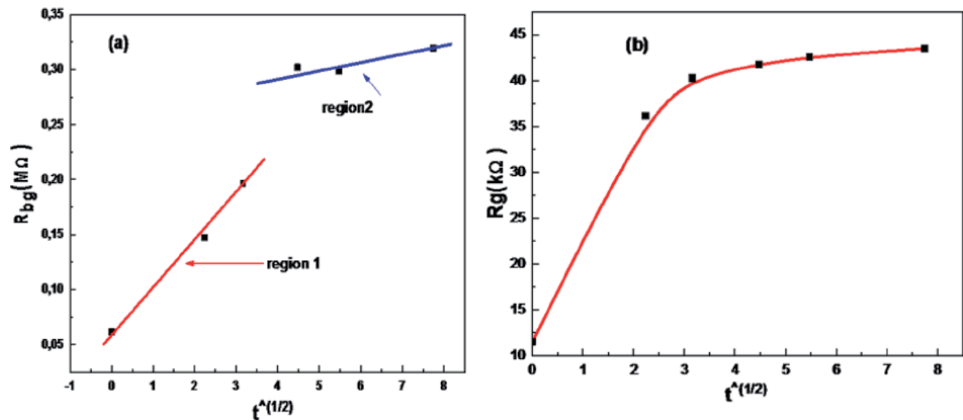 (a)
0,35
0,30
0,25
0,20
0,15
0,10
0,05
-1 0 1 2 3 4 5 6 7 8
Rbg(MΩ
t^(1/2)
region2
region 1
(b)
45
40
35
30
25
20
15
10
0 1 2 3 4 5 6 7 8
Rg(kΩ)
t^(1/2)